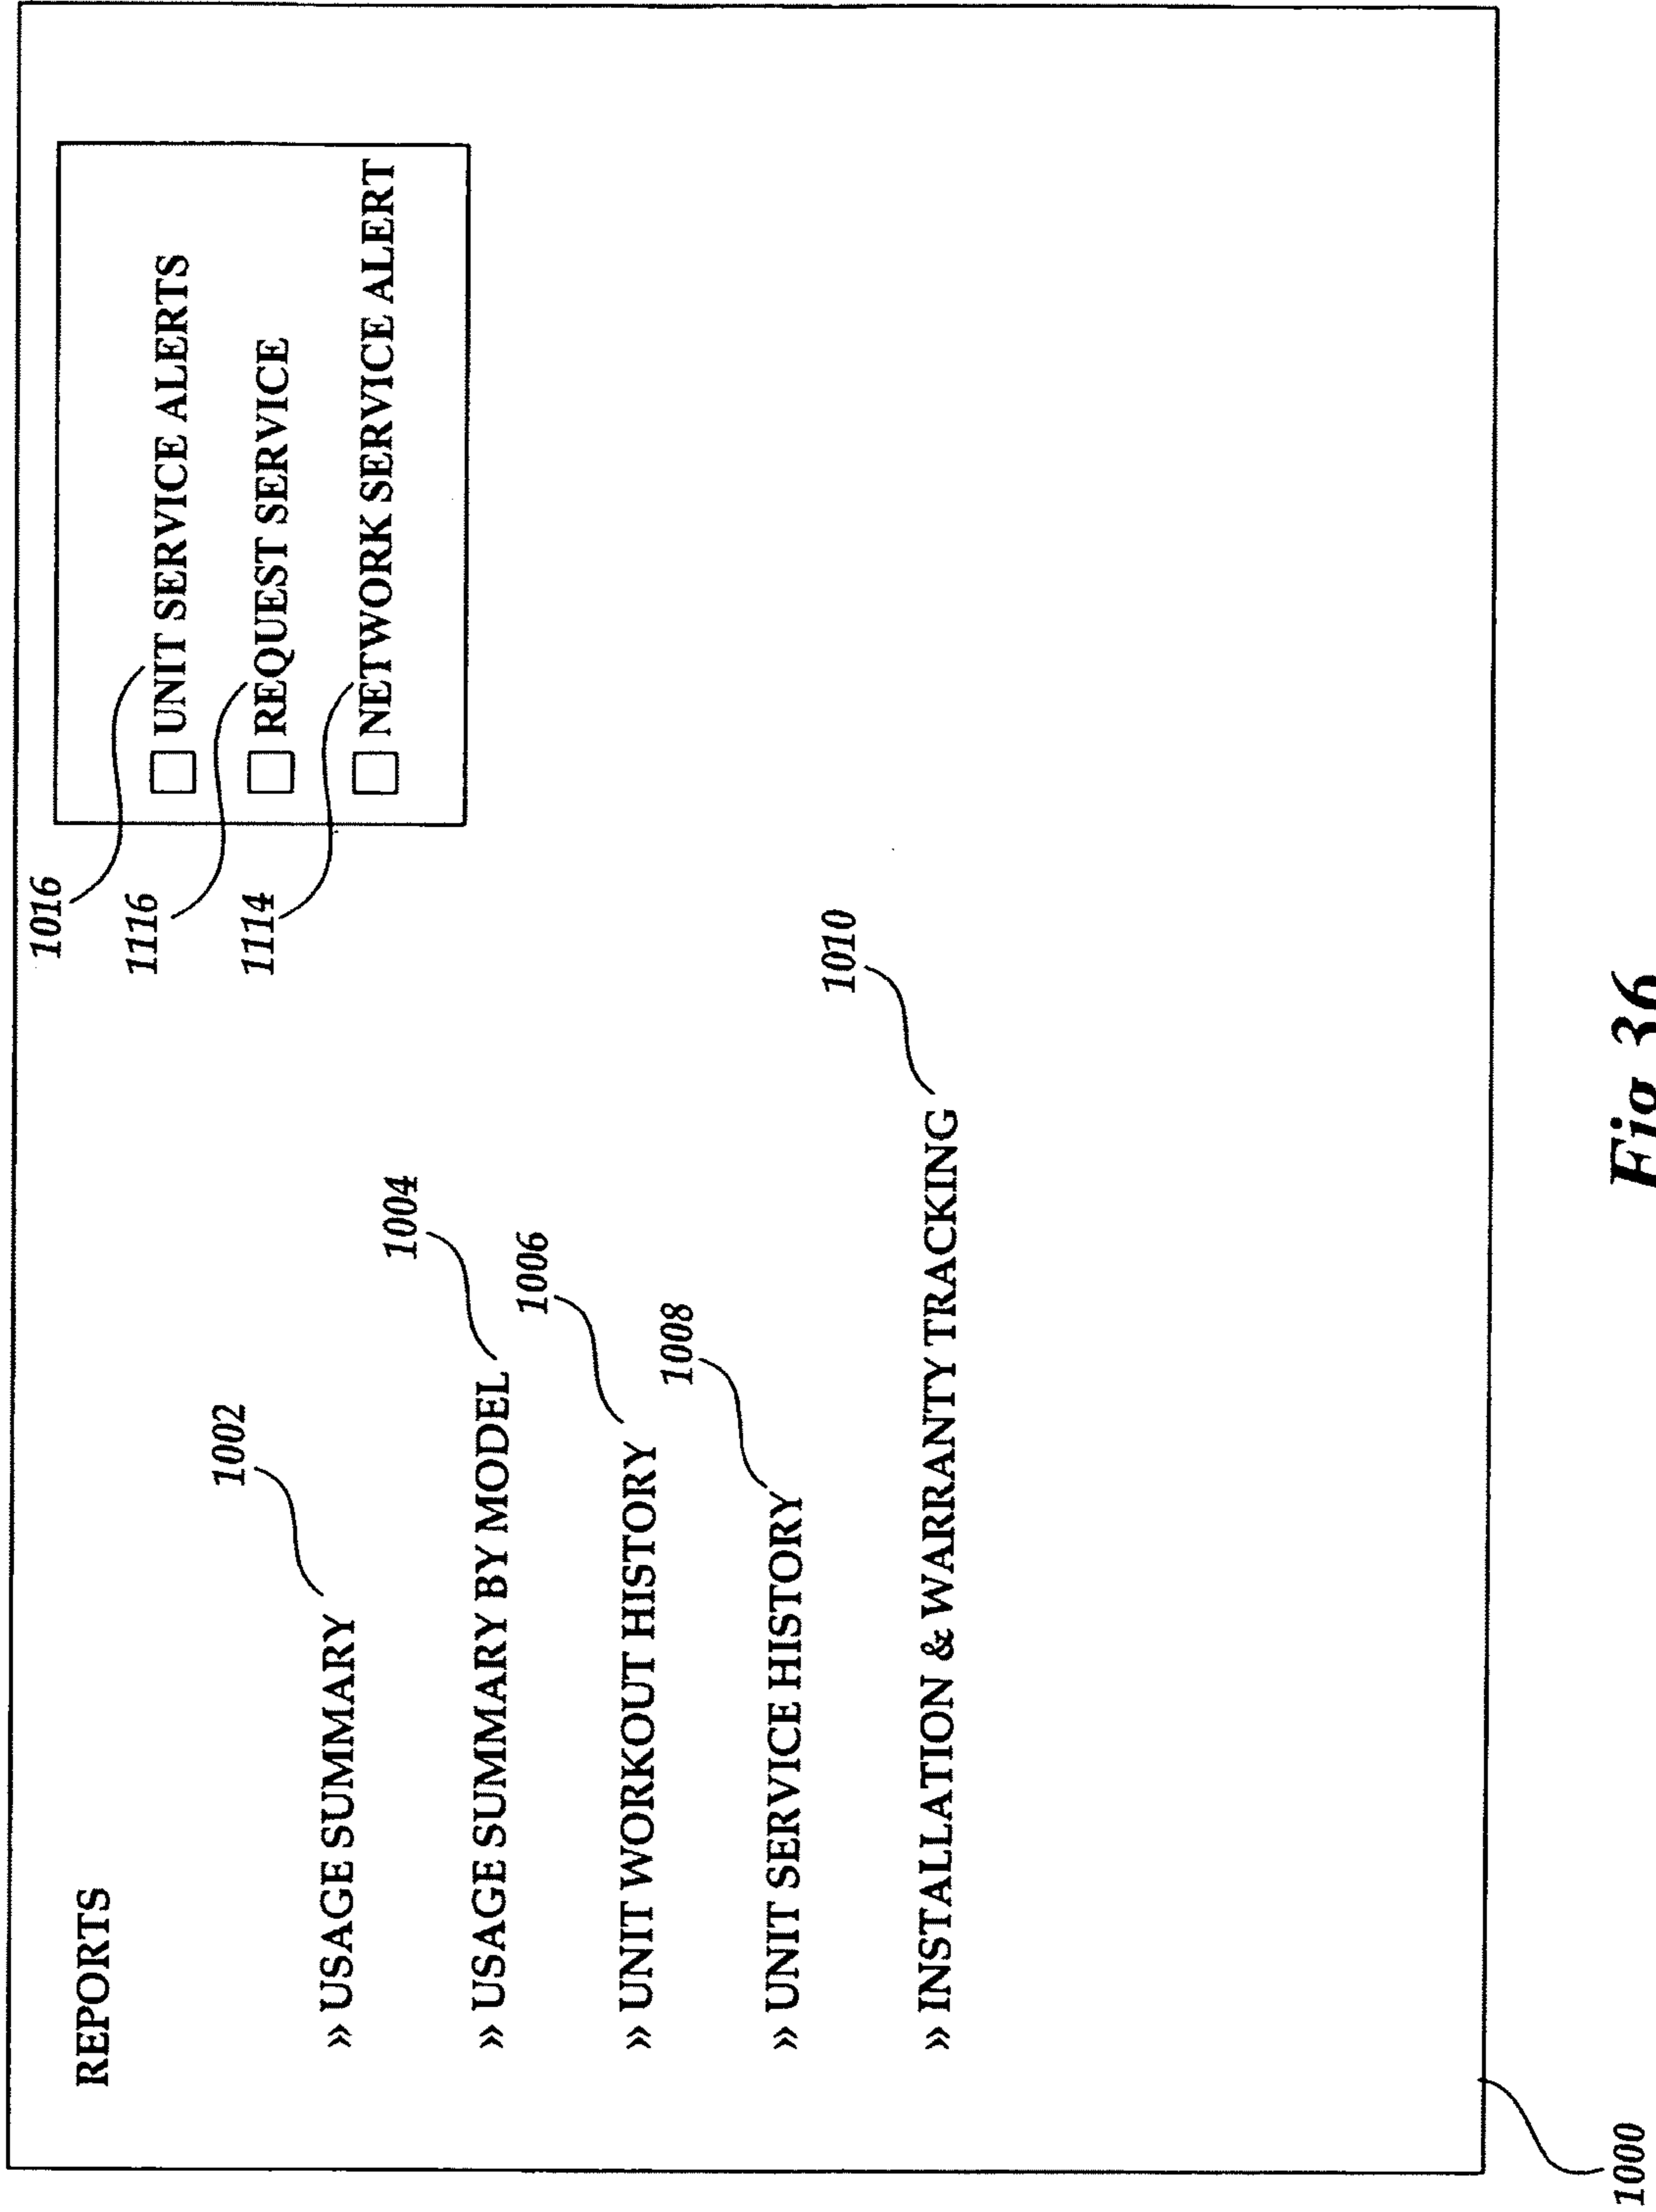 REPORTS
1016
☐ UNIT SERVICE ALERTS
1116
☐ REQUEST SERVICE
1114
☐ NETWORK SERVICE ALERT
1002
» USAGE SUMMARY
1004
» USAGE SUMMARY BY MODEL
1006
» UNIT WORKOUT HISTORY
1008
» UNIT SERVICE HISTORY
1010
» INSTALLATION & WARRANTY TRACKING
1000
Fig. 36